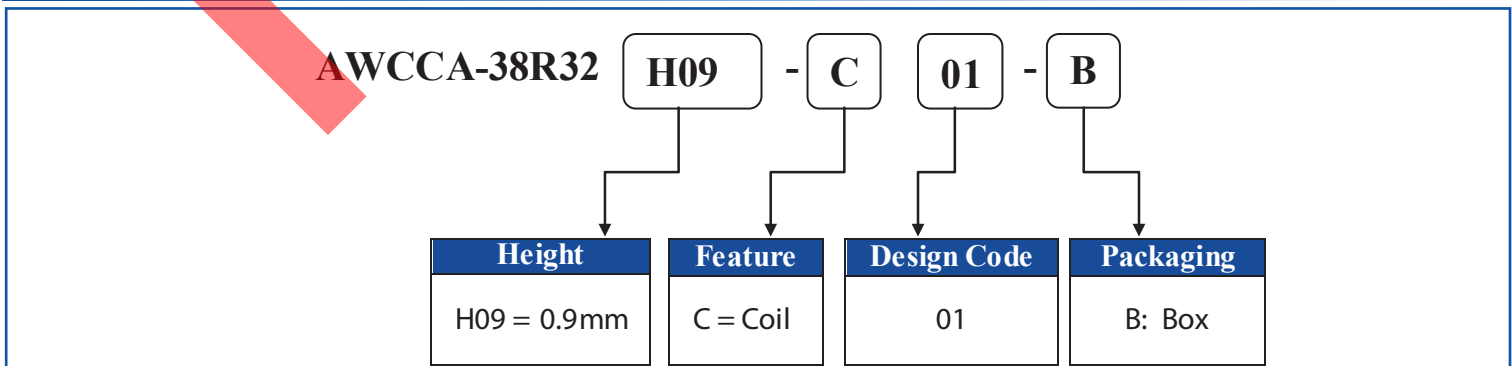 AWCCA-38R32 H09 - C 01 - B
Height Feature Design Code Packaging
H09 = 0.9mm C = Coil 01 B: Box